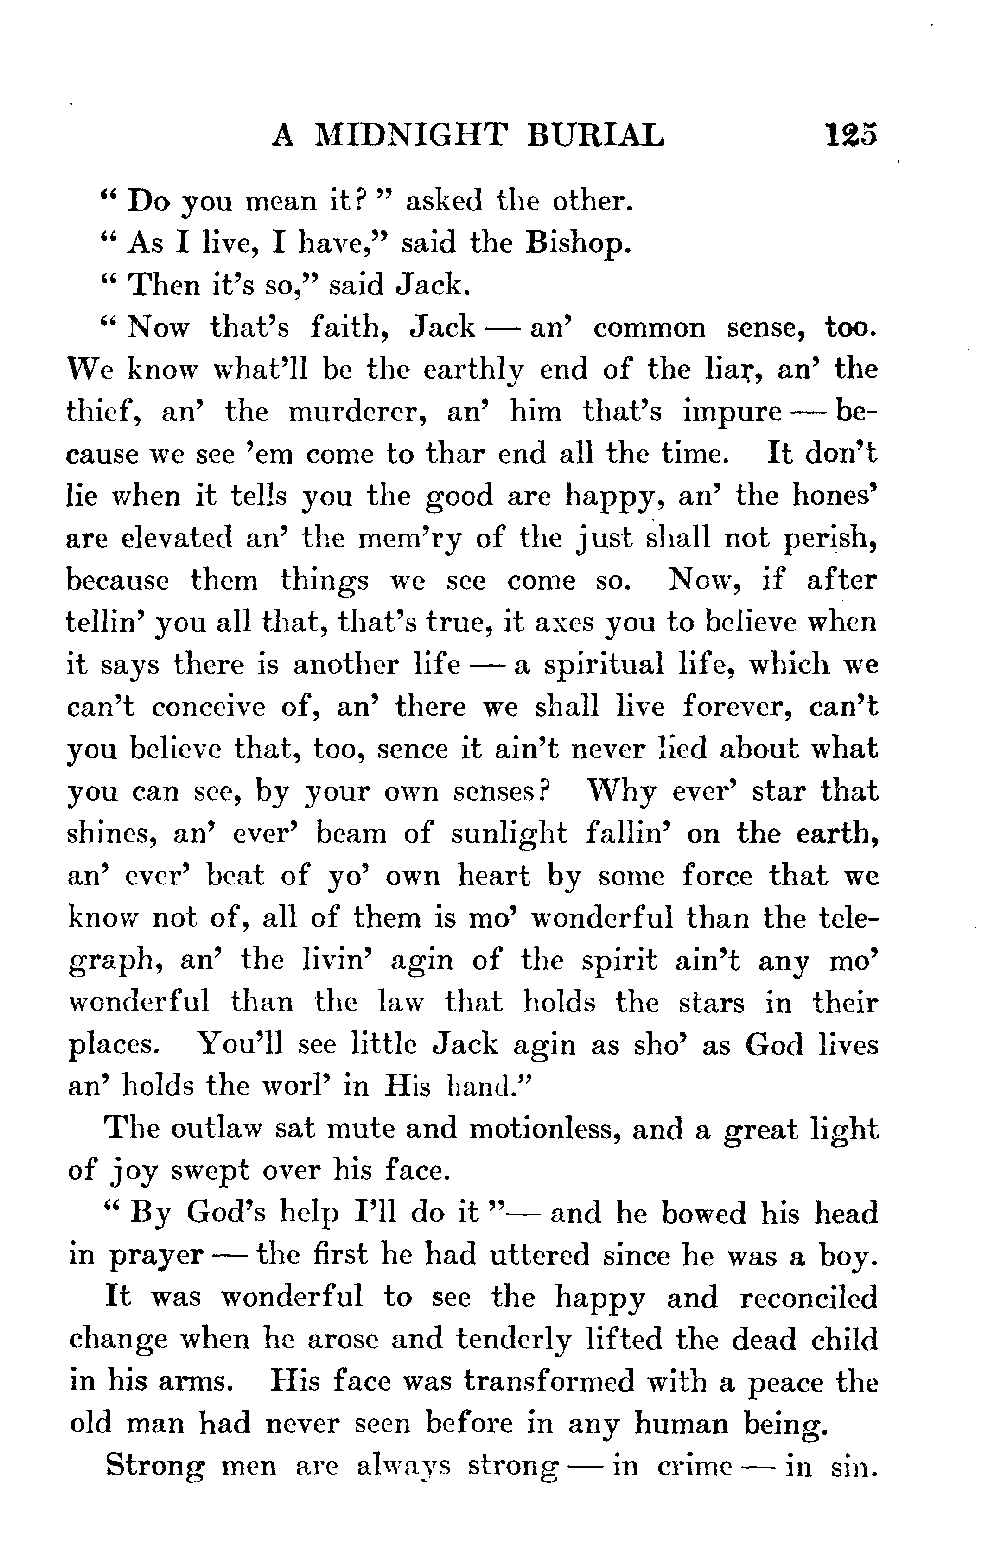 A MIDNIGHT BURIAL 125
“ Do you mean it? ” asked the other.
“ As I live, I have,” said the Bishop.
“ Then it’s so,” said Jack.
“ Now that’s faith, Jack — an’ common sense, too.
We know what’ll be the earthly end of the liar, an’ the
thief, an’ the murderer, an’ him that’s impure — be-
cause we see ’em come to thar end all the time. It don’t
lie when it tells you the good are happy, an’ the hones’
are elevated an’ the mem’ry of the just shall not perish,
because them things we see come so. Now, if after
tellin’ you all that, that’s true, it axes you to believe when
it says there is another life — a spiritual life, which we
can’t conceive of, an’ there we shall live forever, can’t
you believe that, too, sence it ain’t never lied about what
you can see, by your own senses? Why ever’ star that
shines, an’ ever’ beam of sunlight fallin’ on the earth,
an’ ever’ beat of yo’ own heart by some force that we
know not of, all of them is mo’ wonderful than the tele-
graph, an’ the livin’ agin of the spirit ain’t any mo’
wonderful than the law that holds the stars in their
places. You’ll see little Jack agin as sho’ as God lives
an’ holds the worl’ in His hand.”
The outlaw sat mute and motionless, and a great light
of joy swept over his face.
“ By God’s help I’ll do it ”— and he bowed his head
in prayer — the first he had uttered since he was a boy.
It was wonderful to see the happy and reconciled
change when he arose and tenderly lifted the dead child
in his arms. His face was transformed with a peace the
old man had never seen before in any human being.
Strong men are always strong — in crime — in sin.